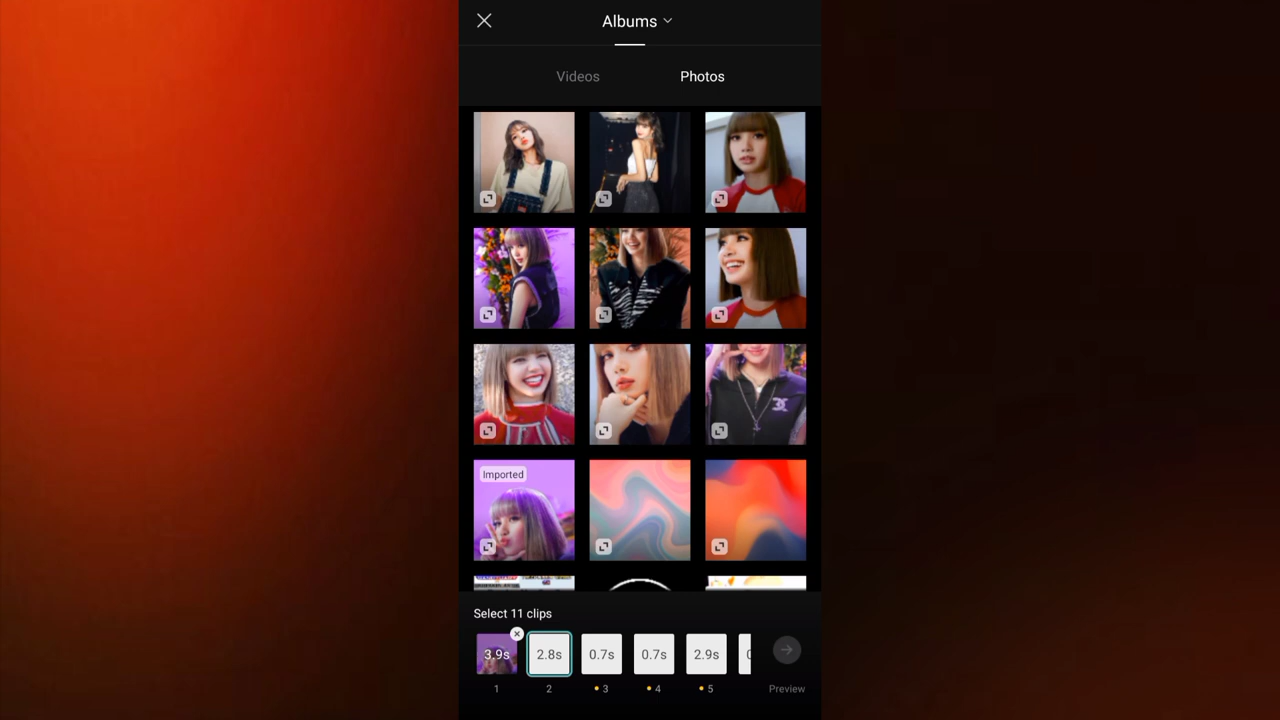 Albums
Videos
Photos
Imported
Select 11 clips
3.9s
2.8s
0.7s
0.7s
2.9s
1
2
3
4
5
Preview